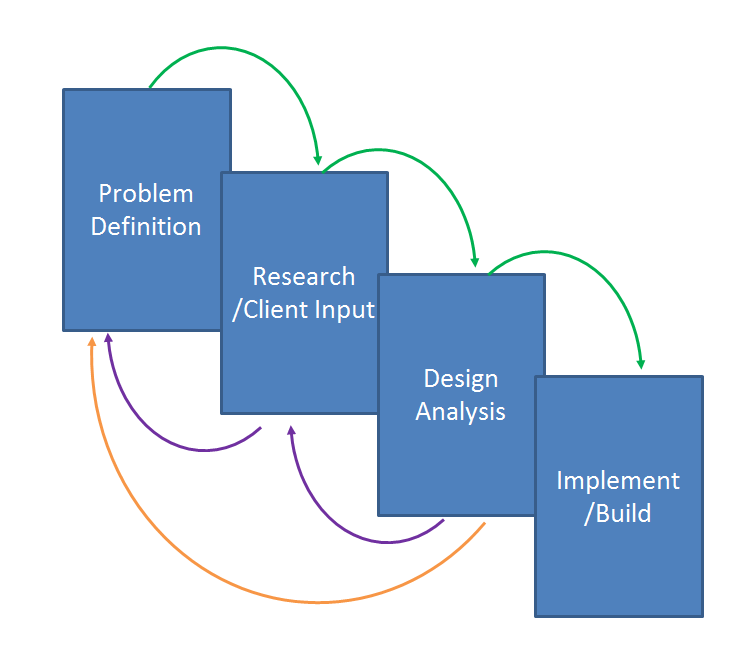 Problem
Definition
Research
/Client Input
Design
Analysis
Implement
/Build